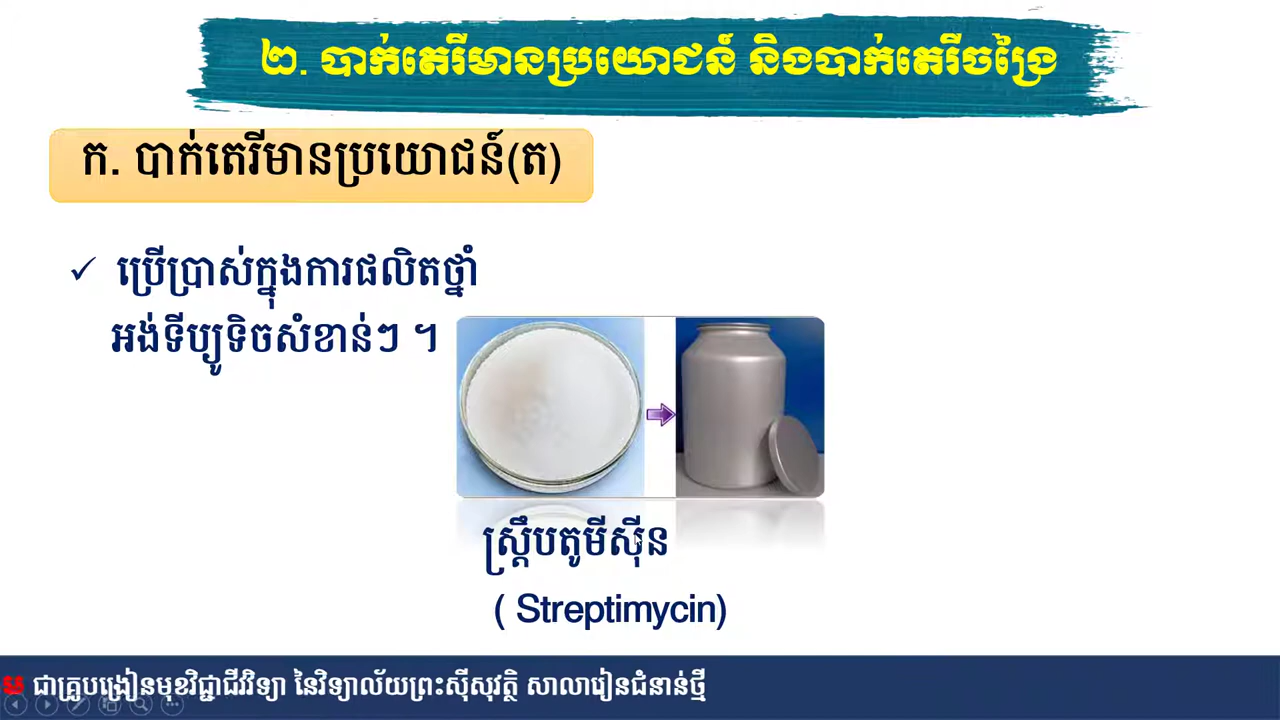 ២. បាក់តេរីមានប្រយោជន៍ និងបាក់តេរីចង្រៃ
ក. បាក់តេរីមានប្រយោជន៍(ត)
✓ ប្រើប្រាស់ក្នុងការផលិតថ្នាំ
អង់ទីប្យូទិចសំខាន់ៗ ។
ស្ត្រឹបតូមីស៊ីន
( Streptimycin)
ជាគ្រូបង្រៀនមុខវិជ្ជាជីវវិទ្យា នៃវិទ្យាល័យព្រះស៊ីសុវត្ថិ សាលារៀនជំនាន់ថ្មី